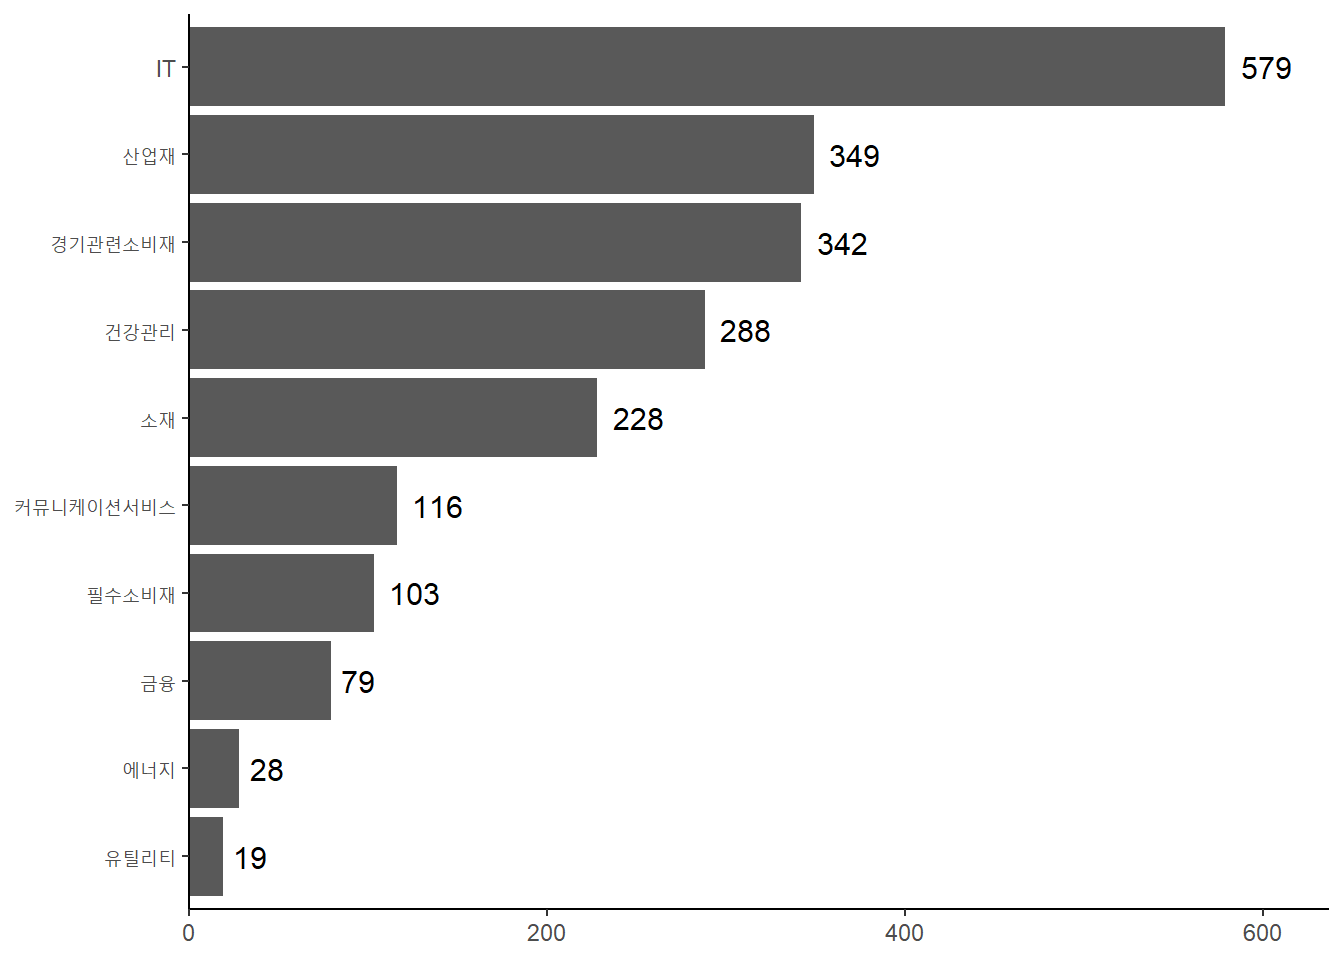 IT 579
산업재 349
경기관련소비재 342
건강관리 288
소재 228
커뮤니케이션서비스 116
필수소비재 103
금융 79
에너지 28
유틸리티 19
0 200 400 600